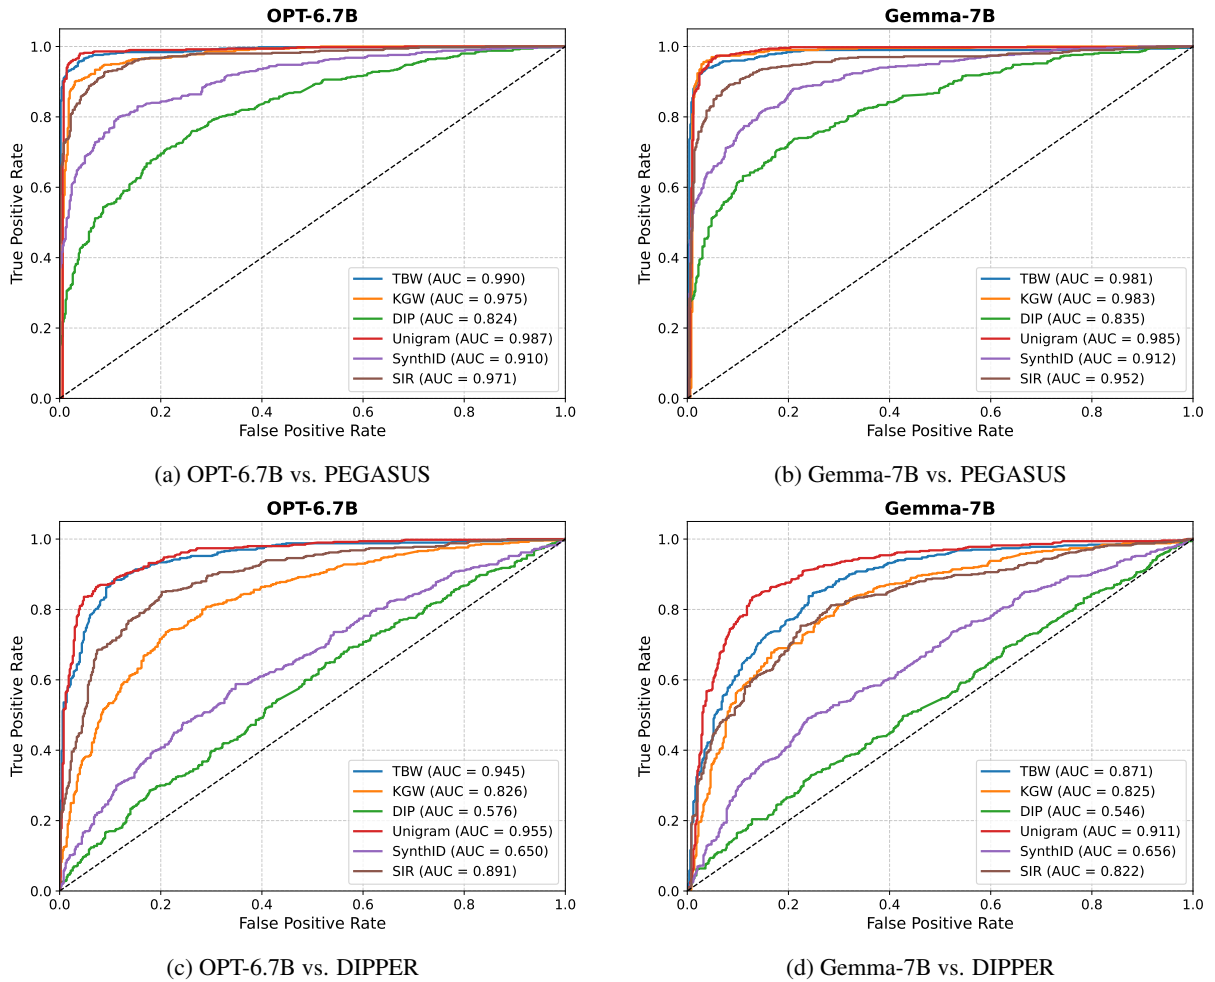 OPT-6.7B
1.0
0.8
0.6
0.4
0.2
0.0
True Positive Rate
0.0 0.2 0.4 0.6 0.8 1.0
False Positive Rate
TBW (AUC = 0.990)
KGW (AUC = 0.975)
DIP (AUC = 0.824)
Unigram (AUC = 0.987)
SynthID (AUC = 0.910)
SIR (AUC = 0.971)
(a) OPT-6.7B vs. PEGASUS
Gemma-7B
1.0
0.8
0.6
0.4
0.2
0.0
True Positive Rate
0.0 0.2 0.4 0.6 0.8 1.0
False Positive Rate
TBW (AUC = 0.981)
KGW (AUC = 0.983)
DIP (AUC = 0.835)
Unigram (AUC = 0.985)
SynthID (AUC = 0.912)
SIR (AUC = 0.952)
(b) Gemma-7B vs. PEGASUS
OPT-6.7B
1.0
0.8
0.6
0.4
0.2
0.0
True Positive Rate
0.0 0.2 0.4 0.6 0.8 1.0
False Positive Rate
TBW (AUC = 0.945)
KGW (AUC = 0.826)
DIP (AUC = 0.576)
Unigram (AUC = 0.955)
SynthID (AUC = 0.650)
SIR (AUC = 0.891)
(c) OPT-6.7B vs. DIPPER
Gemma-7B
1.0
0.8
0.6
0.4
0.2
0.0
True Positive Rate
0.0 0.2 0.4 0.6 0.8 1.0
False Positive Rate
TBW (AUC = 0.871)
KGW (AUC = 0.825)
DIP (AUC = 0.546)
Unigram (AUC = 0.911)
SynthID (AUC = 0.656)
SIR (AUC = 0.822)
(d) Gemma-7B vs. DIPPER